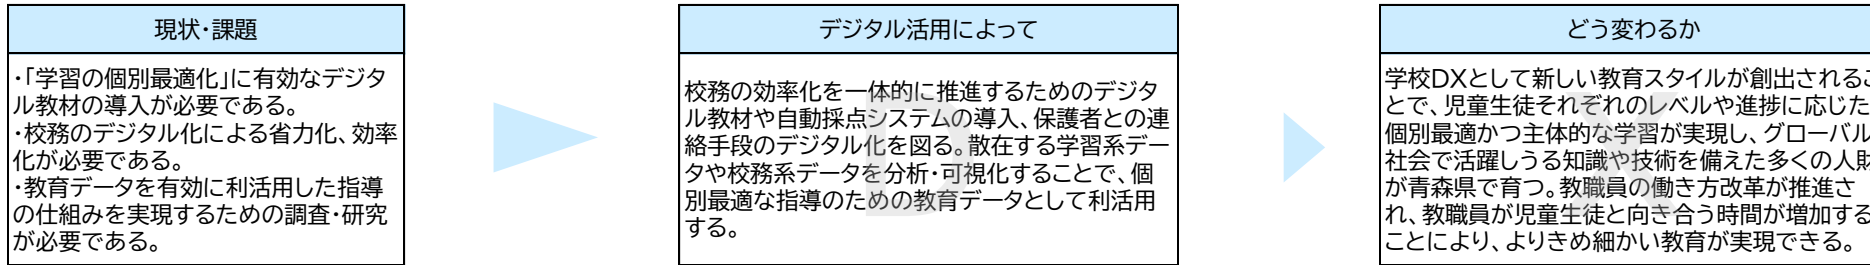 現状・課題
・「学習の個別最適化」に有効なデジタ
ル教材の導入が必要である。
・校務のデジタル化による省力化、効率
化が必要である。
・教育データを有効に利活用した指導
の仕組みを実現するための調査・研究
が必要である。
デジタル活用によって
校務の効率化を一体的に推進するためのデジタ
ル教材や自動採点システムの導入、保護者との連
絡手段のデジタル化を図る。散在する学習系デー
タや校務系データを分析・可視化することで、個
別最適な指導のための教育データとして利活用
する。
D
どう変わるか
学校DXとして新しい教育スタイルが創出されるこ
とで、児童生徒それぞれのレベルや進捗に応じた
個別最適かつ主体的な学習が実現し、グローバル
社会で活躍しうる知識や技術を備えた多くの人財
が青森県で育つ。教職員の働き方改革が推進さ
れ、教職員が児童生徒と向き合う時間が増加する
ことにより、よりきめ細かい教育が実現できる。
X